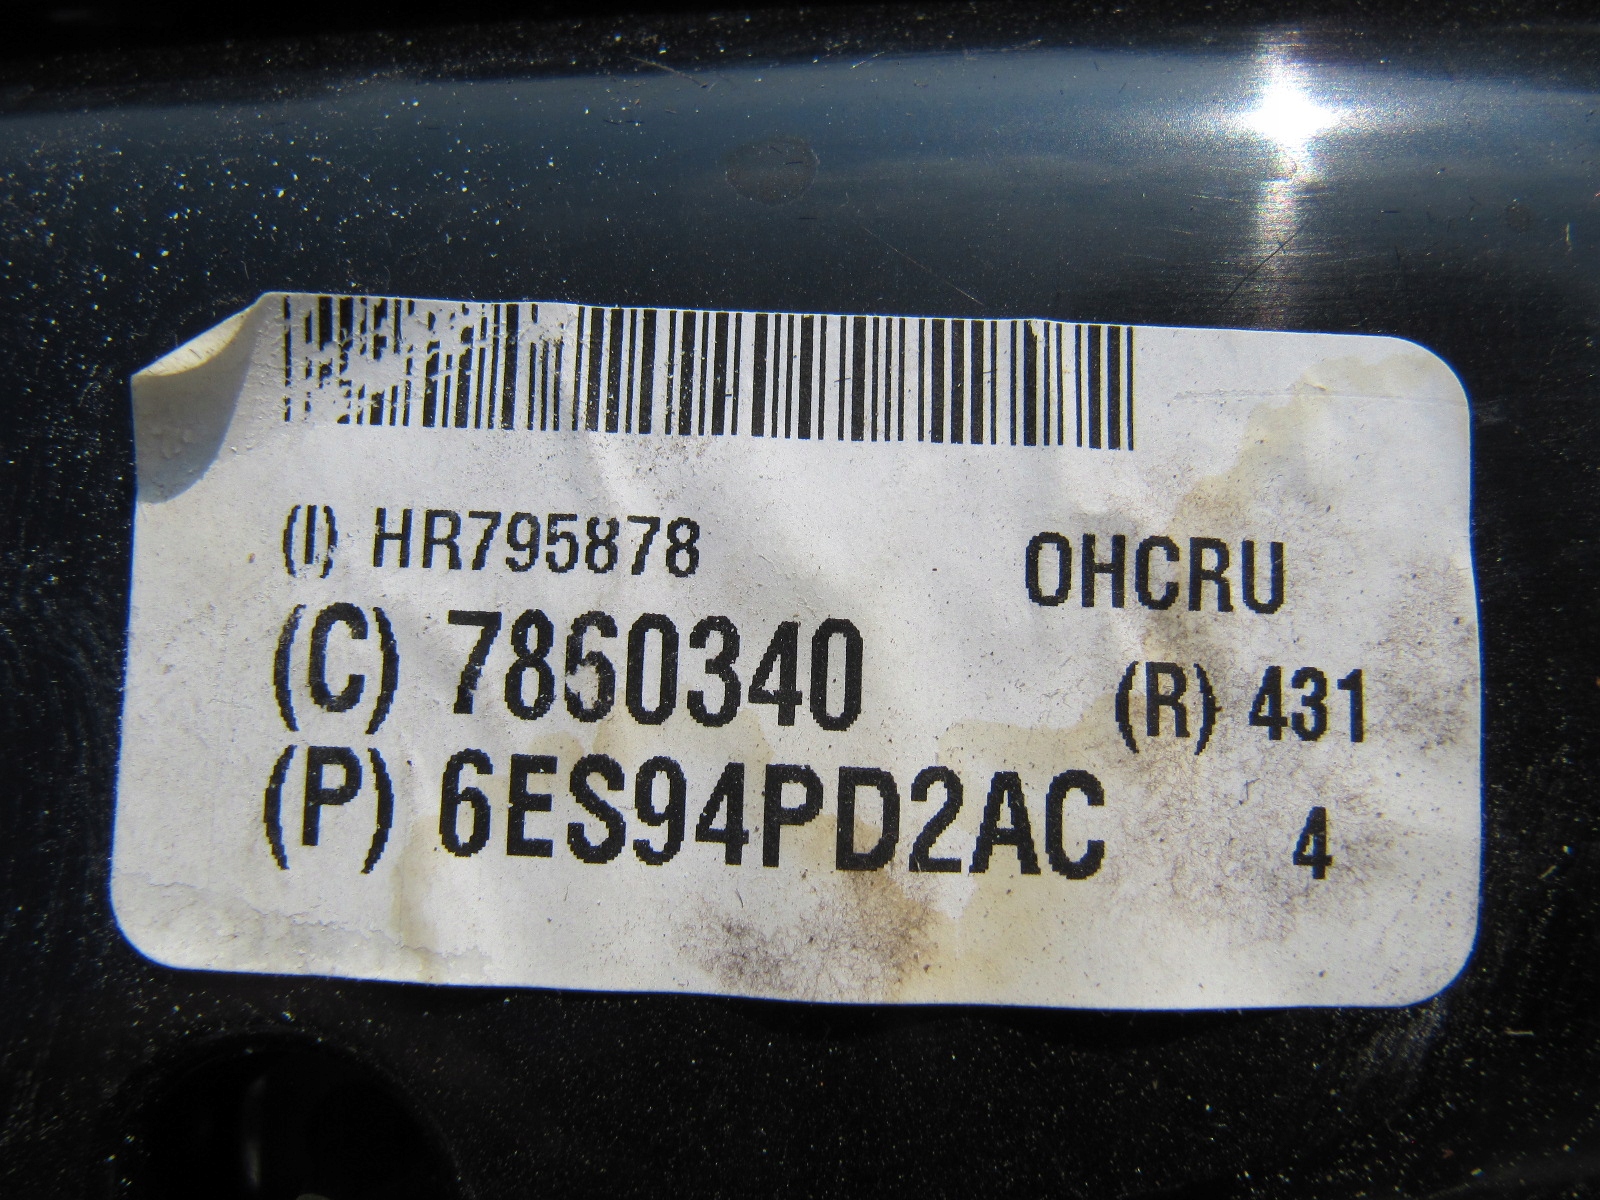 (I) HR795878 OHCRU
(C) 7860340 (R) 431
(P) 6ES94PD2AC 4